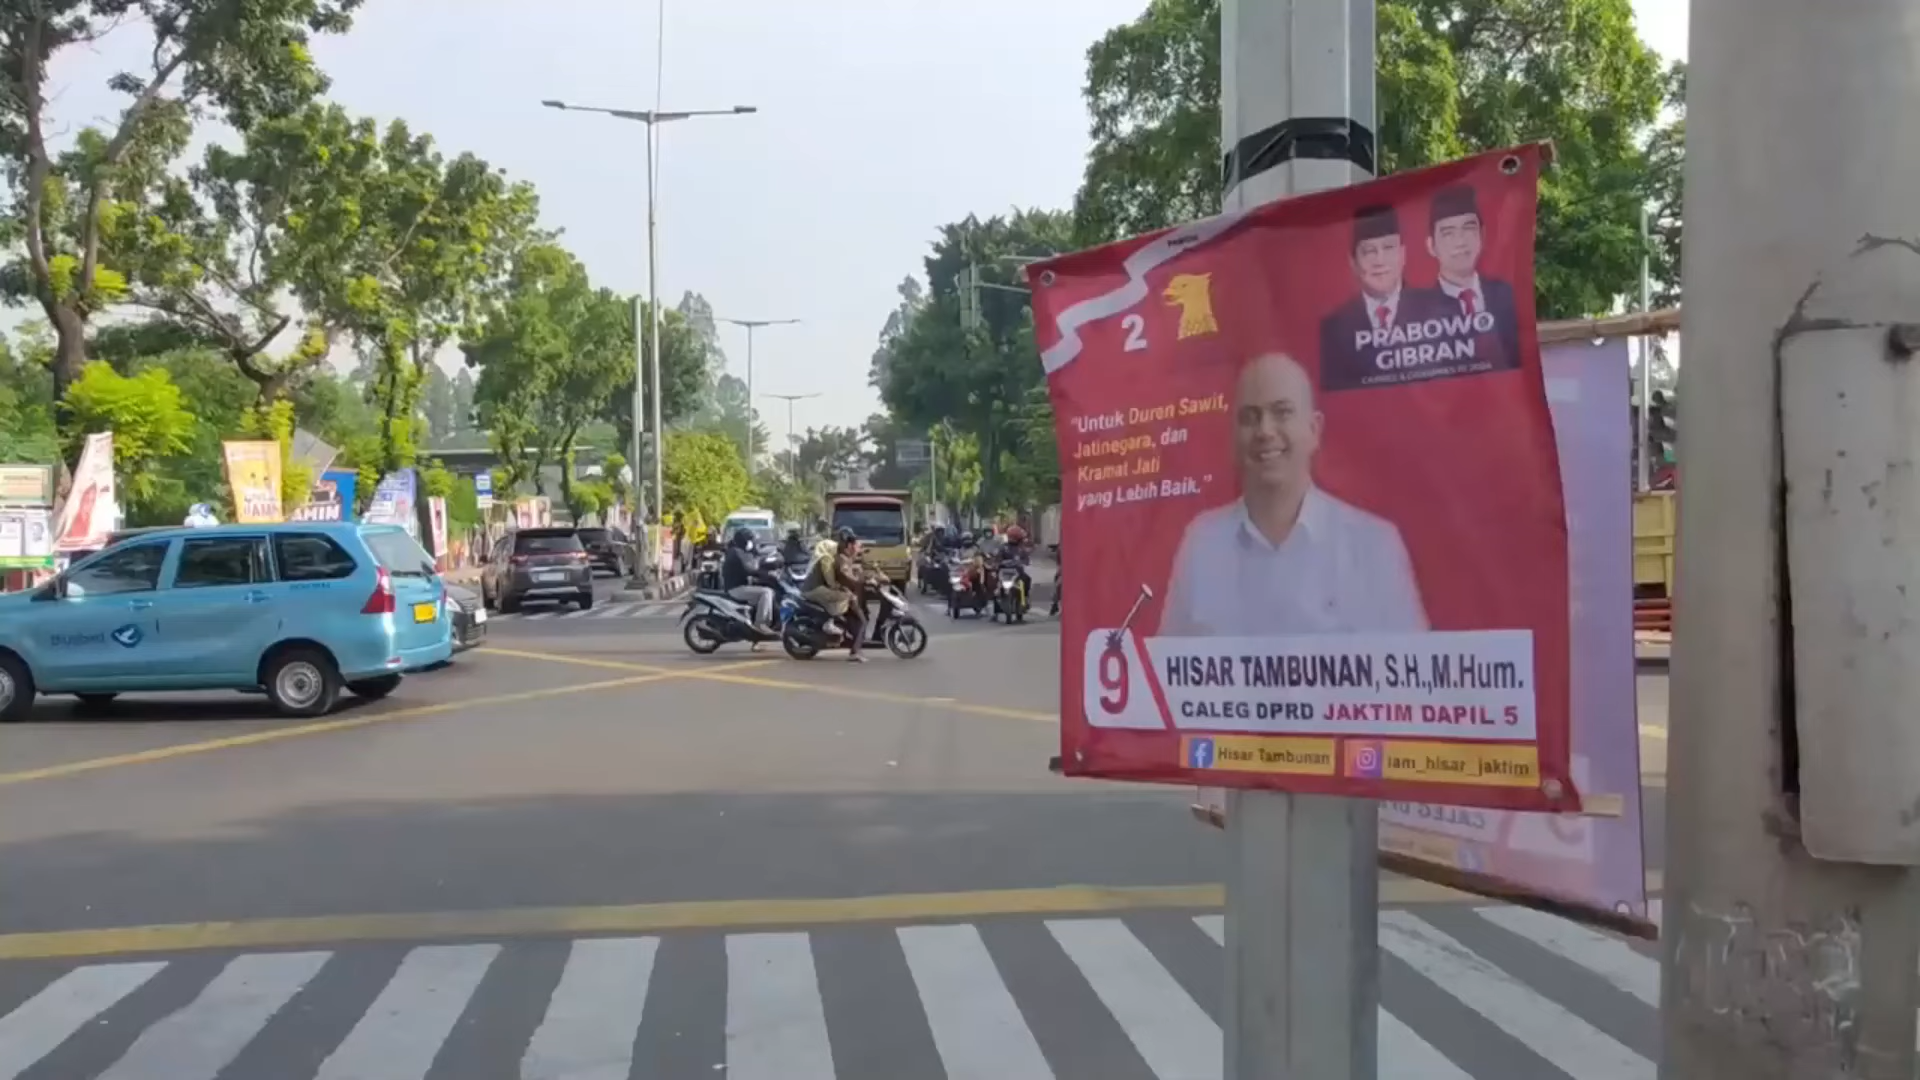 2
PRABOWO
GIBRAN
"Untuk Duren Sawit,
Jatinegara, dan
Kramat Jati
yang Lebih Baik."
9
HISAR TAMBUNAN, S.H.,M.Hum.
CALEG DPRD JAKTIM DAPIL 5
Hisar Tambunan
iam_hisar_jaktim
AMIN